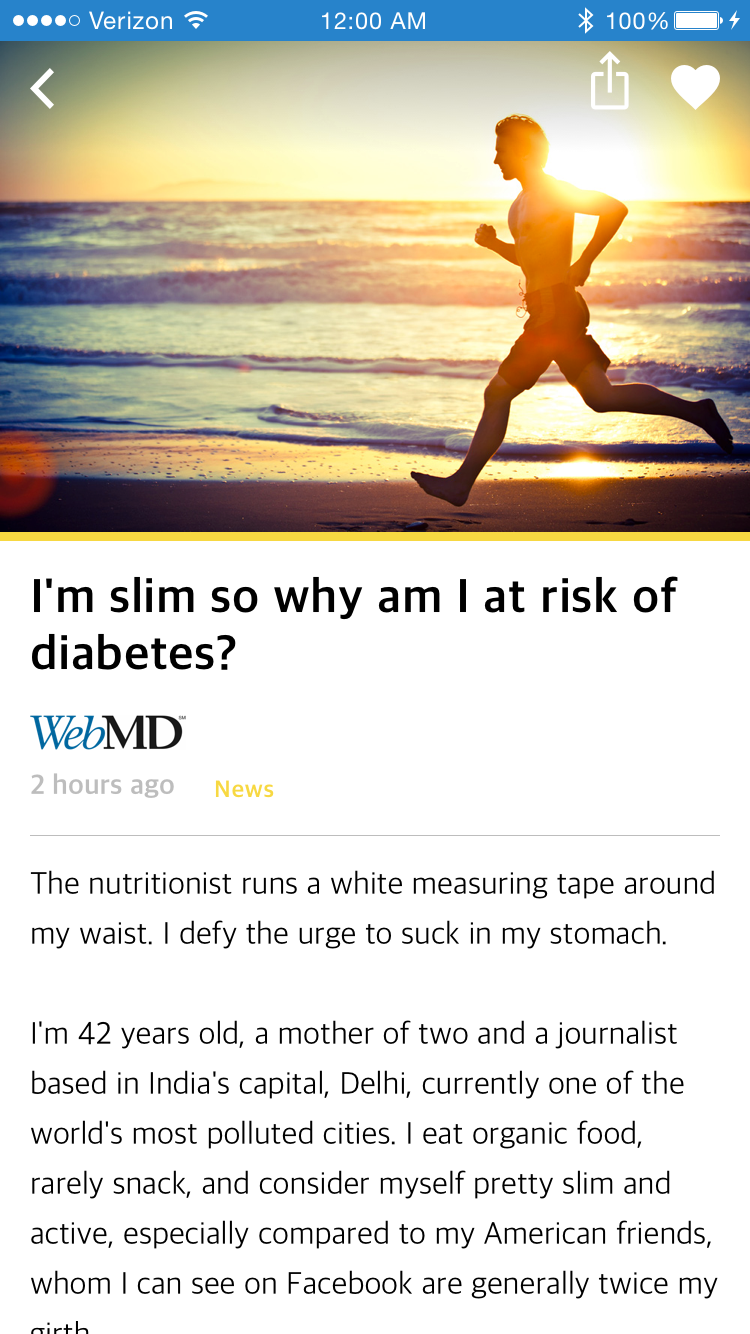 Verizon 12:00 AM 100%
I'm slim so why am I at risk of
diabetes?
WebMD™
2 hours ago News
The nutritionist runs a white measuring tape around
my waist. I defy the urge to suck in my stomach.
I'm 42 years old, a mother of two and a journalist
based in India's capital, Delhi, currently one of the
world's most polluted cities. I eat organic food,
rarely snack, and consider myself pretty slim and
active, especially compared to my American friends,
whom I can see on Facebook are generally twice my
girth